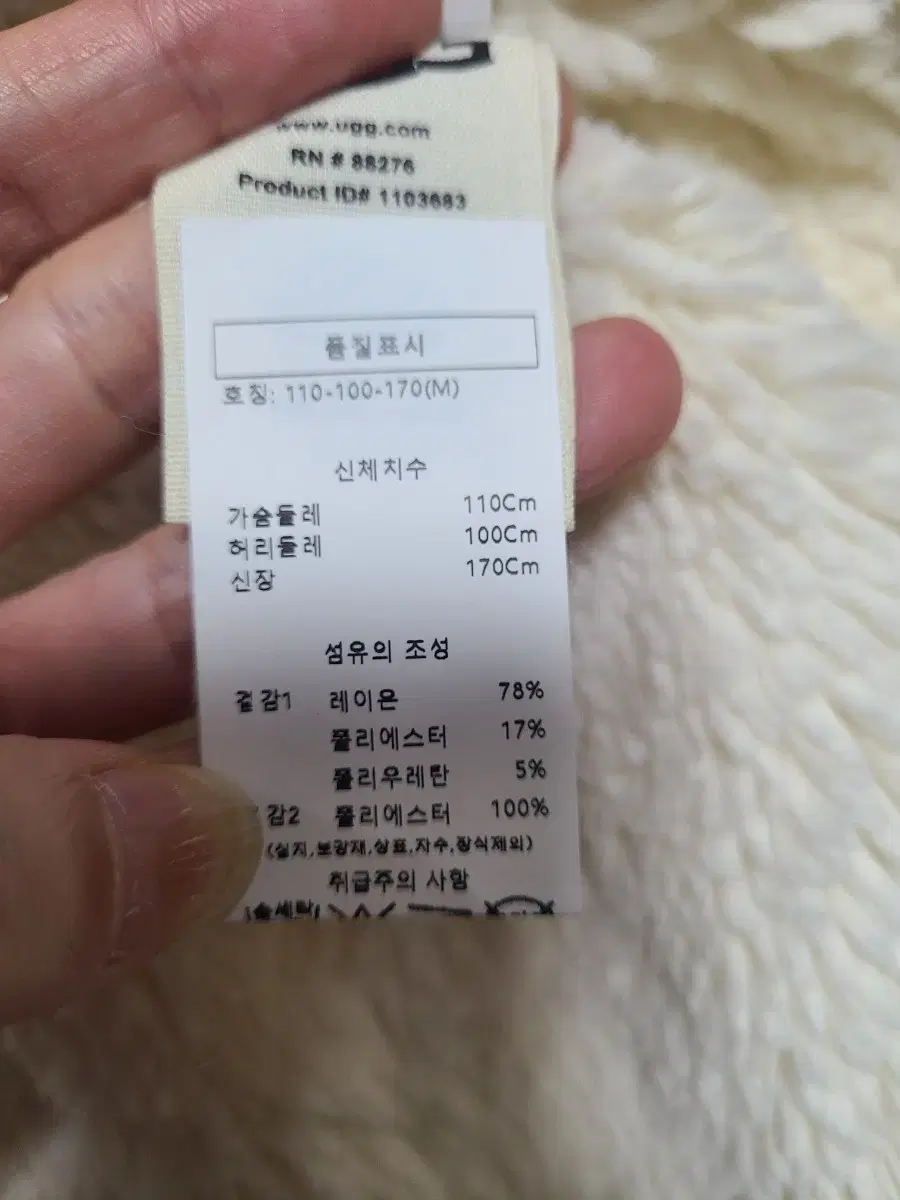 www.ugg.com
RN # 88276
Product ID# 1103683
품질표시
호칭: 110-100-170(M)
신체치수
가슴둘레 110Cm
허리둘레 100Cm
신장 170Cm
섬유의 조성
겉감1 레이온 78%
폴리에스터 17%
폴리우레탄 5%
감2 폴리에스터 100%
(실지,보강재,상표,자수,장식제외)
취급주의 사항